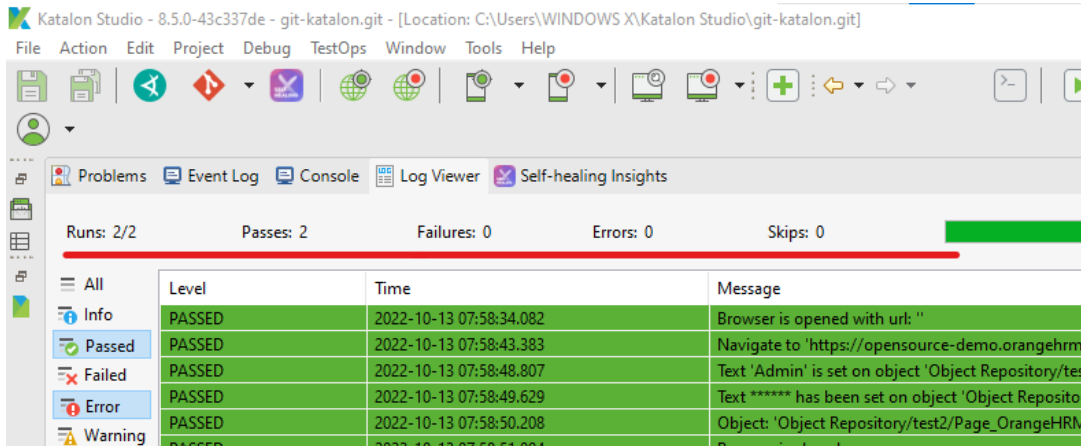 Katalon Studio - 8.5.0-43c337de - git-katalon.git - [Location: C:\Users\WINDOWS X\Katalon Studio\git-katalon.git]
File Action Edit Project Debug TestOps Window Tools Help
Problems Event Log Console Log Viewer Self-healing Insights
Runs: 2/2 Passes: 2 Failures: 0 Errors: 0 Skips: 0
All Level Time Message
Info PASSED 2022-10-13 07:58:34.082 Browser is opened with url: ''
Passed PASSED 2022-10-13 07:58:43.383 Navigate to 'https://opensource-demo.orangehrm
Failed PASSED 2022-10-13 07:58:48.807 Text 'Admin' is set on object 'Object Repository/tes
Error PASSED 2022-10-13 07:58:49.629 Text ****** has been set on object 'Object Reposito
PASSED 2022-10-13 07:58:50.208 Object: 'Object Repository/test2/Page_OrangeHRM
Warning